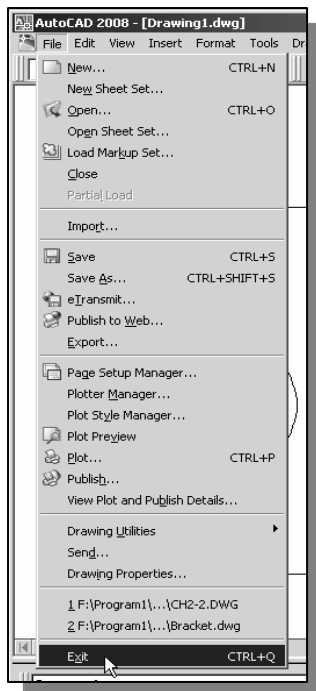 AutoCAD 2008 - [Drawing1.dwg]
File Edit View Insert Format Tools Dr
New... CTRL+N
New Sheet Set...
Open... CTRL+O
Open Sheet Set...
Load Markup Set...
Close
Partial Load
Import...
Save CTRL+S
Save As... CTRL+SHIFT+S
eTransmit...
Publish to Web...
Export...
Page Setup Manager...
Plotter Manager...
Plot Style Manager...
Plot Preview
Plot... CTRL+P
Publish...
View Plot and Publish Details...
Drawing Utilities
Send...
Drawing Properties...
1 F:\Program1\...\CH2-2.DWG
2 F:\Program1\...\Bracket.dwg
Exit CTRL+Q